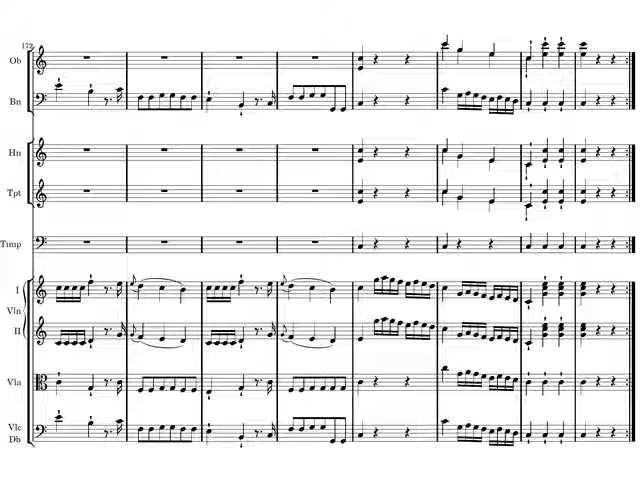 172
Ob
Bn
Hn
Tpt
Timp
I
Vln
II
Vla
Vlc
Db